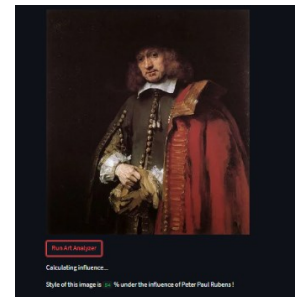 Run Art Analyzer
Calculating influence...
Style of this image is % under the influence of Peter Paul Rubens !